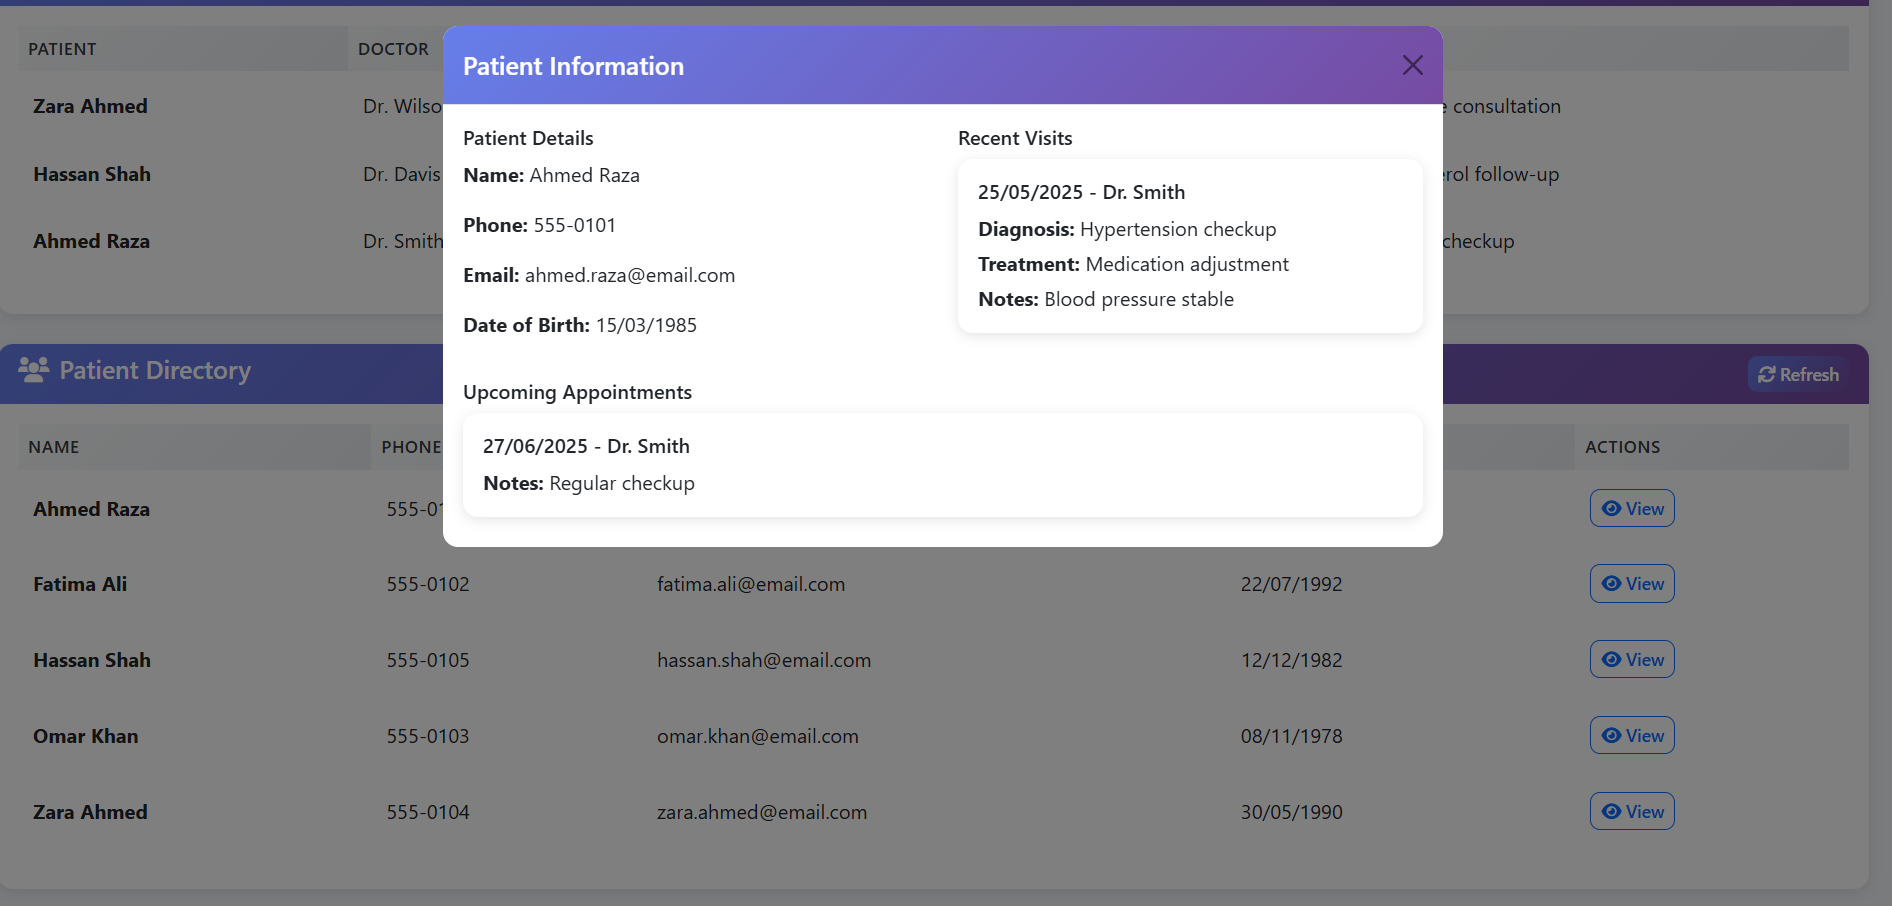 PATIENT DOCTOR
Zara Ahmed Dr. Wilso consultation
Hassan Shah Dr. Davis follow-up
Ahmed Raza Dr. Smith checkup
Patient Information
Patient Details
Name: Ahmed Raza
Phone: 555-0101
Email: ahmed.raza@email.com
Date of Birth: 15/03/1985
Recent Visits
25/05/2025 - Dr. Smith
Diagnosis: Hypertension checkup
Treatment: Medication adjustment
Notes: Blood pressure stable
Upcoming Appointments
27/06/2025 - Dr. Smith
Notes: Regular checkup
Patient Directory Refresh
NAME PHONE ACTIONS
Ahmed Raza 555-01 View
Fatima Ali 555-0102 fatima.ali@email.com 22/07/1992 View
Hassan Shah 555-0105 hassan.shah@email.com 12/12/1982 View
Omar Khan 555-0103 omar.khan@email.com 08/11/1978 View
Zara Ahmed 555-0104 zara.ahmed@email.com 30/05/1990 View